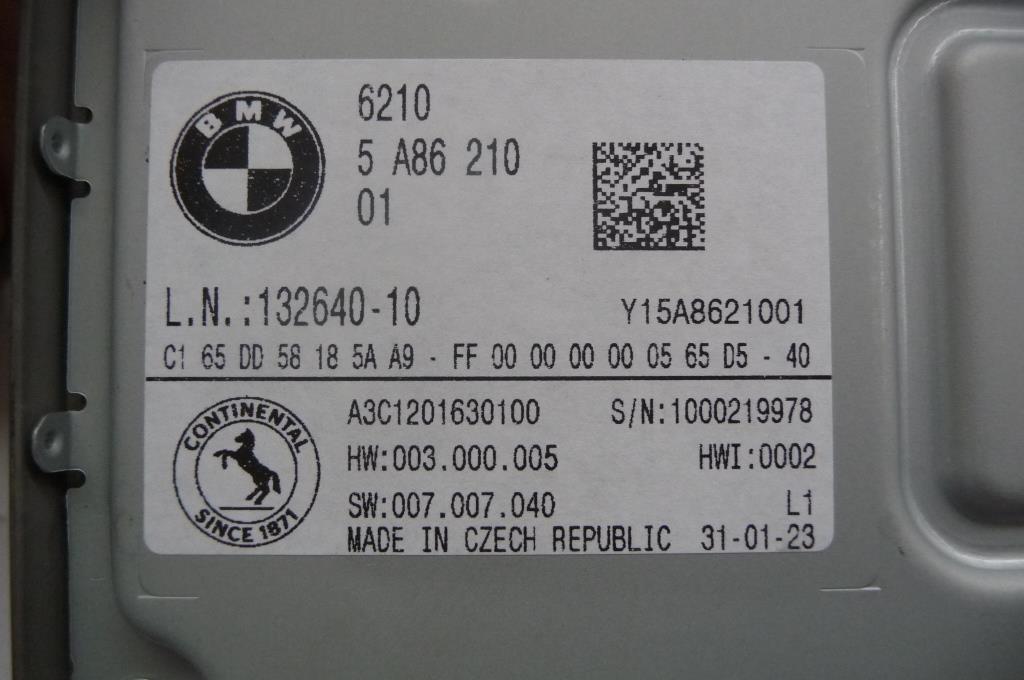 BMW
6210
5 A86 210
01
L.N.:132640-10
Y15A8621001
C1 65 DD 58 18 5A A9 - FF 00 00 00 00 05 65 D5 - 40
CONTINENTAL
SINCE 1871
A3C1201630100 S/N:1000219978
HW:003.000.005 HWI:0002
SW:007.007.040 L1
MADE IN CZECH REPUBLIC 31-01-23